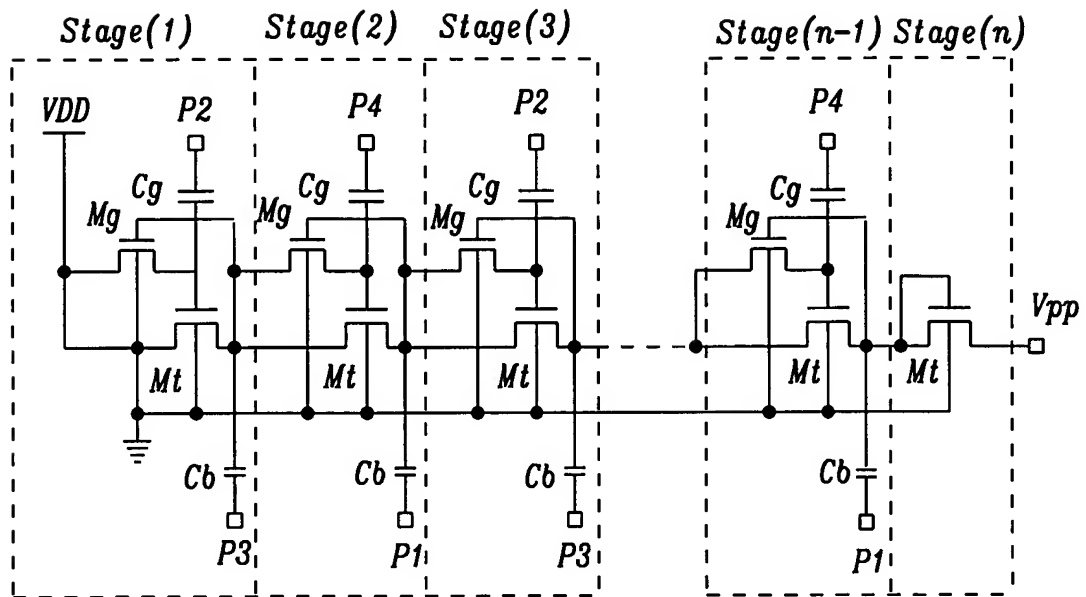 Stage(1) Stage(2) Stage(3) Stage(n-1) Stage(n)
VDD P2 P4 P2 P4
Cg Cg Cg Cg
Mg Mg Mg Mg
Vpp
Mt Mt Mt Mt Mt
Cb Cb Cb Cb
P3 P1 P3 P1